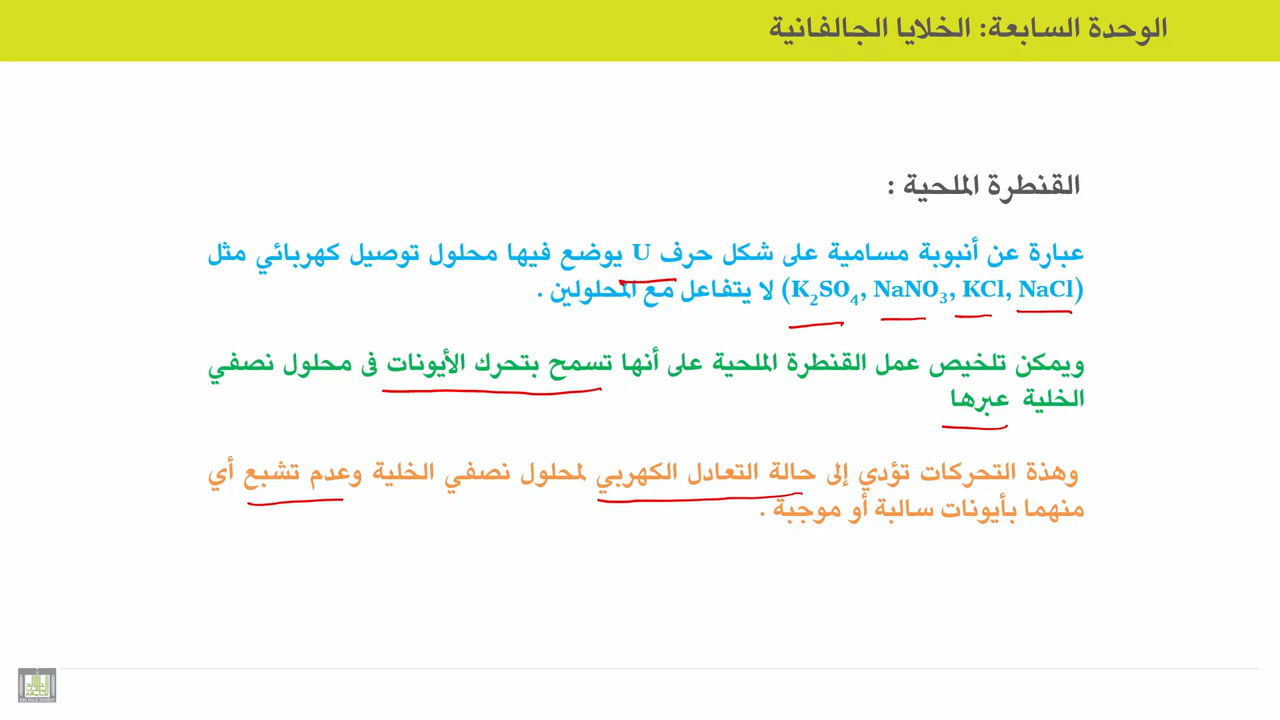 الوحدة السابعة: الخلايا الجالفانية
القنطرة الملحية :
عبارة عن أنبوبة مسامية على شكل حرف U يوضع فيها محلول توصيل كهربائي مثل
(K₂SO₄, NaNO₃, KCl, NaCl) لا يتفاعل مع المحلولين .
ويمكن تلخيص عمل القنطرة الملحية على أنها تسمح بتحرك الأيونات فى محلول نصفي
الخلية عبرها
وهذة التحركات تؤدي إلى حالة التعادل الكهربي لمحلول نصفي الخلية وعدم تشبع أي
منهما بأيونات سالبة أو موجبة .